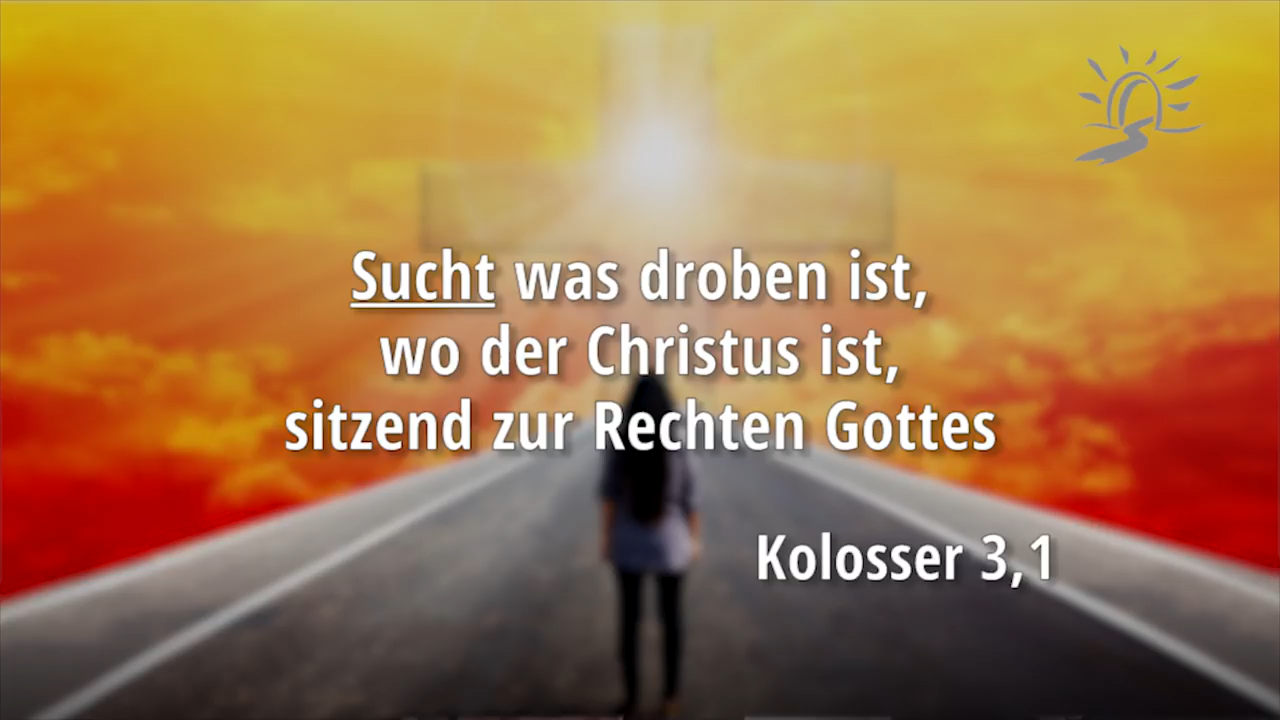 Sucht was droben ist,
wo der Christus ist,
sitzend zur Rechten Gottes
Kolosser 3,1